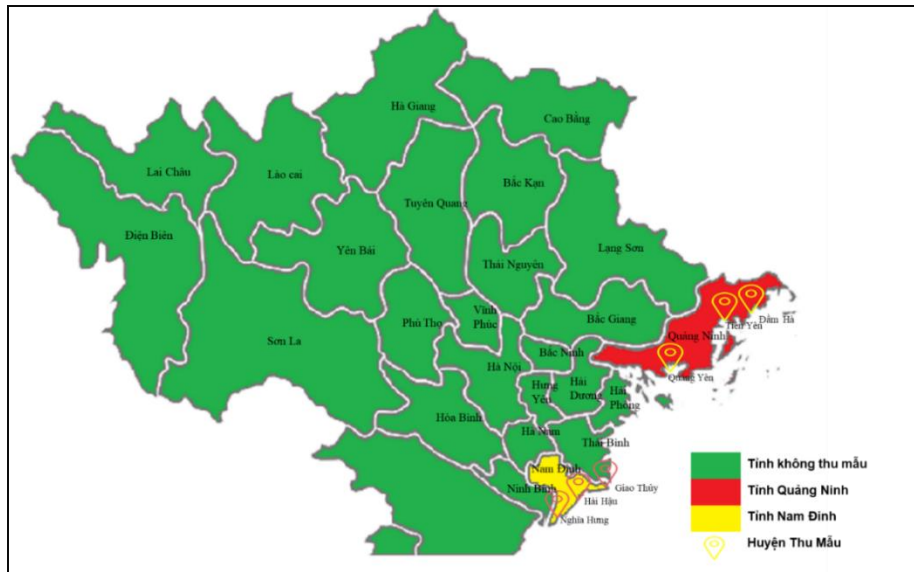 Hà Giang
Cao Bằng
Lai Châu
Lào cai
Bắc Kạn
Tuyên Quang
Điện Biên
Yên Bái
Lạng Sơn
Thái Nguyên
Vĩnh
Phúc
Phú Thọ
Bắc Giang
Tiên Yên
Đầm Hà
Quảng Ninh
Sơn La
Hà Nội
Bắc Ninh
Quảng Yên
Hưng
Yên
Hải
Dương
Hải
Phòng
Hòa Bình
Hà Nam
Thái Bình
Nam Định
Ninh Bình
Giao Thủy
Hải Hậu
Nghĩa Hưng
Tỉnh không thu mẫu
Tỉnh Quảng Ninh
Tỉnh Nam Định
Huyện Thu Mẫu